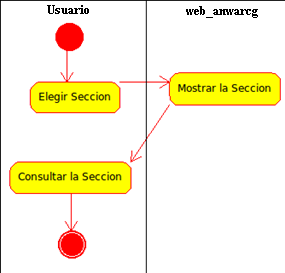 Usuario
web_anwarcg
Elegir Seccion
Mostrar la Seccion
Consultar la Seccion